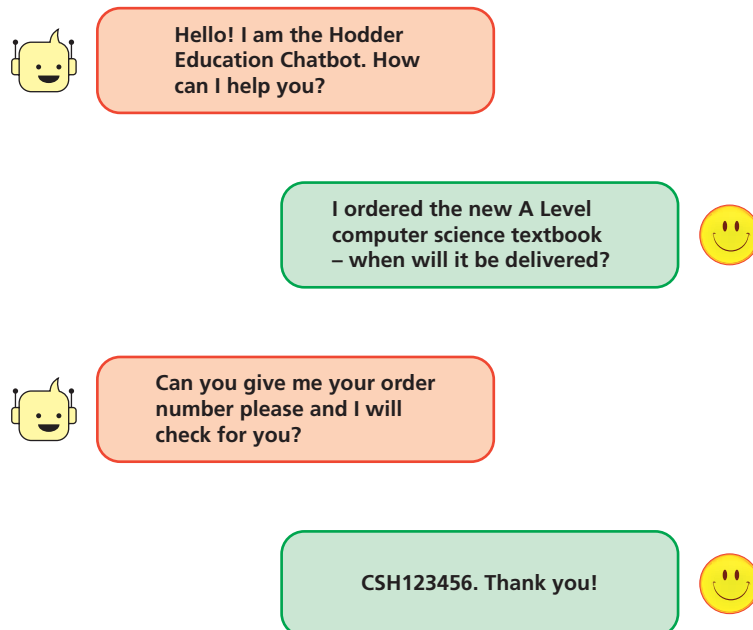 Hello! I am the Hodder
Education Chatbot. How
can I help you?
I ordered the new A Level
computer science textbook
– when will it be delivered?
Can you give me your order
number please and I will
check for you?
CSH123456. Thank you!